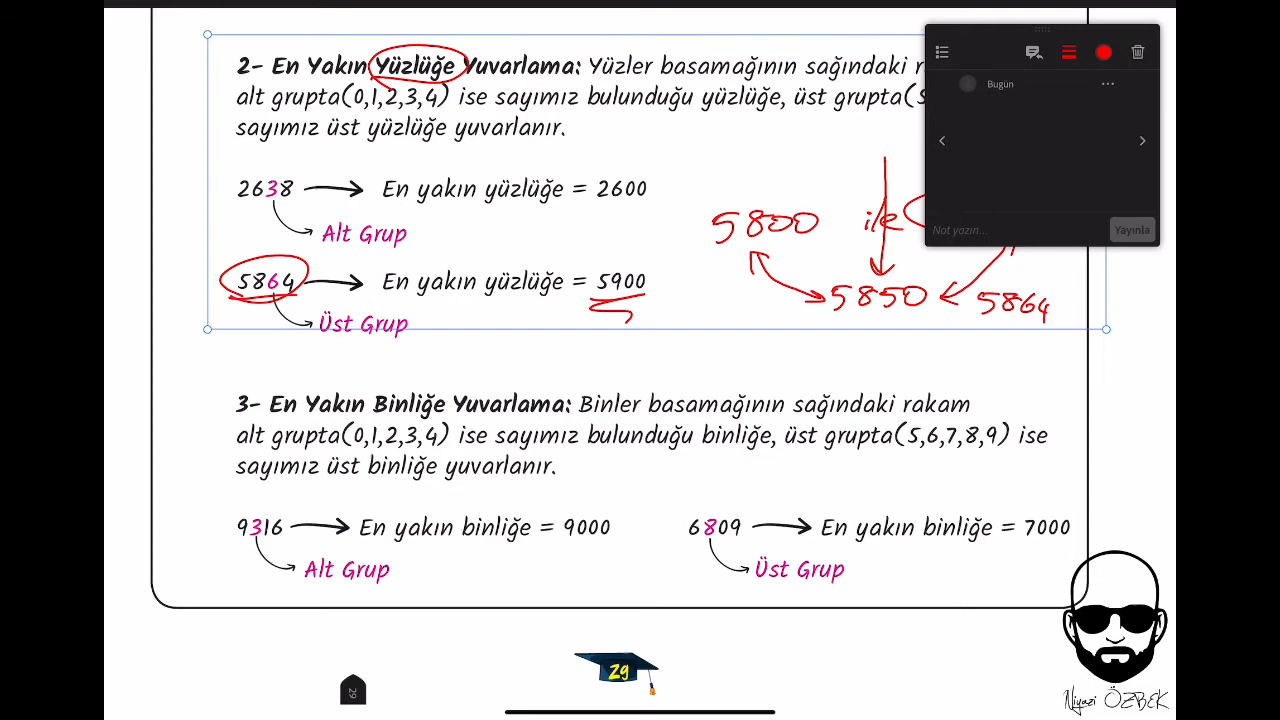 2- En Yakın Yüzlüğe Yuvarlama: Yüzler basamağının sağındaki
alt grupta(0,1,2,3,4) ise sayımız bulunduğu yüzlüğe, üst grupta(
sayımız üst yüzlüğe yuvarlanır.
Bugün
2638 → En yakın yüzlüğe = 2600
Alt Grup
5800 ile
Not yazın...
Yayınla
5864 → En yakın yüzlüğe = 5900
5850 5864
Üst Grup
3- En Yakın Binliğe Yuvarlama: Binler basamağının sağındaki rakam
alt grupta(0,1,2,3,4) ise sayımız bulunduğu binliğe, üst grupta(5,6,7,8,9) ise
sayımız üst binliğe yuvarlanır.
9316 → En yakın binliğe = 9000
Alt Grup
6809 → En yakın binliğe = 7000
Üst Grup
29
29
Niyazi ÖZBEK